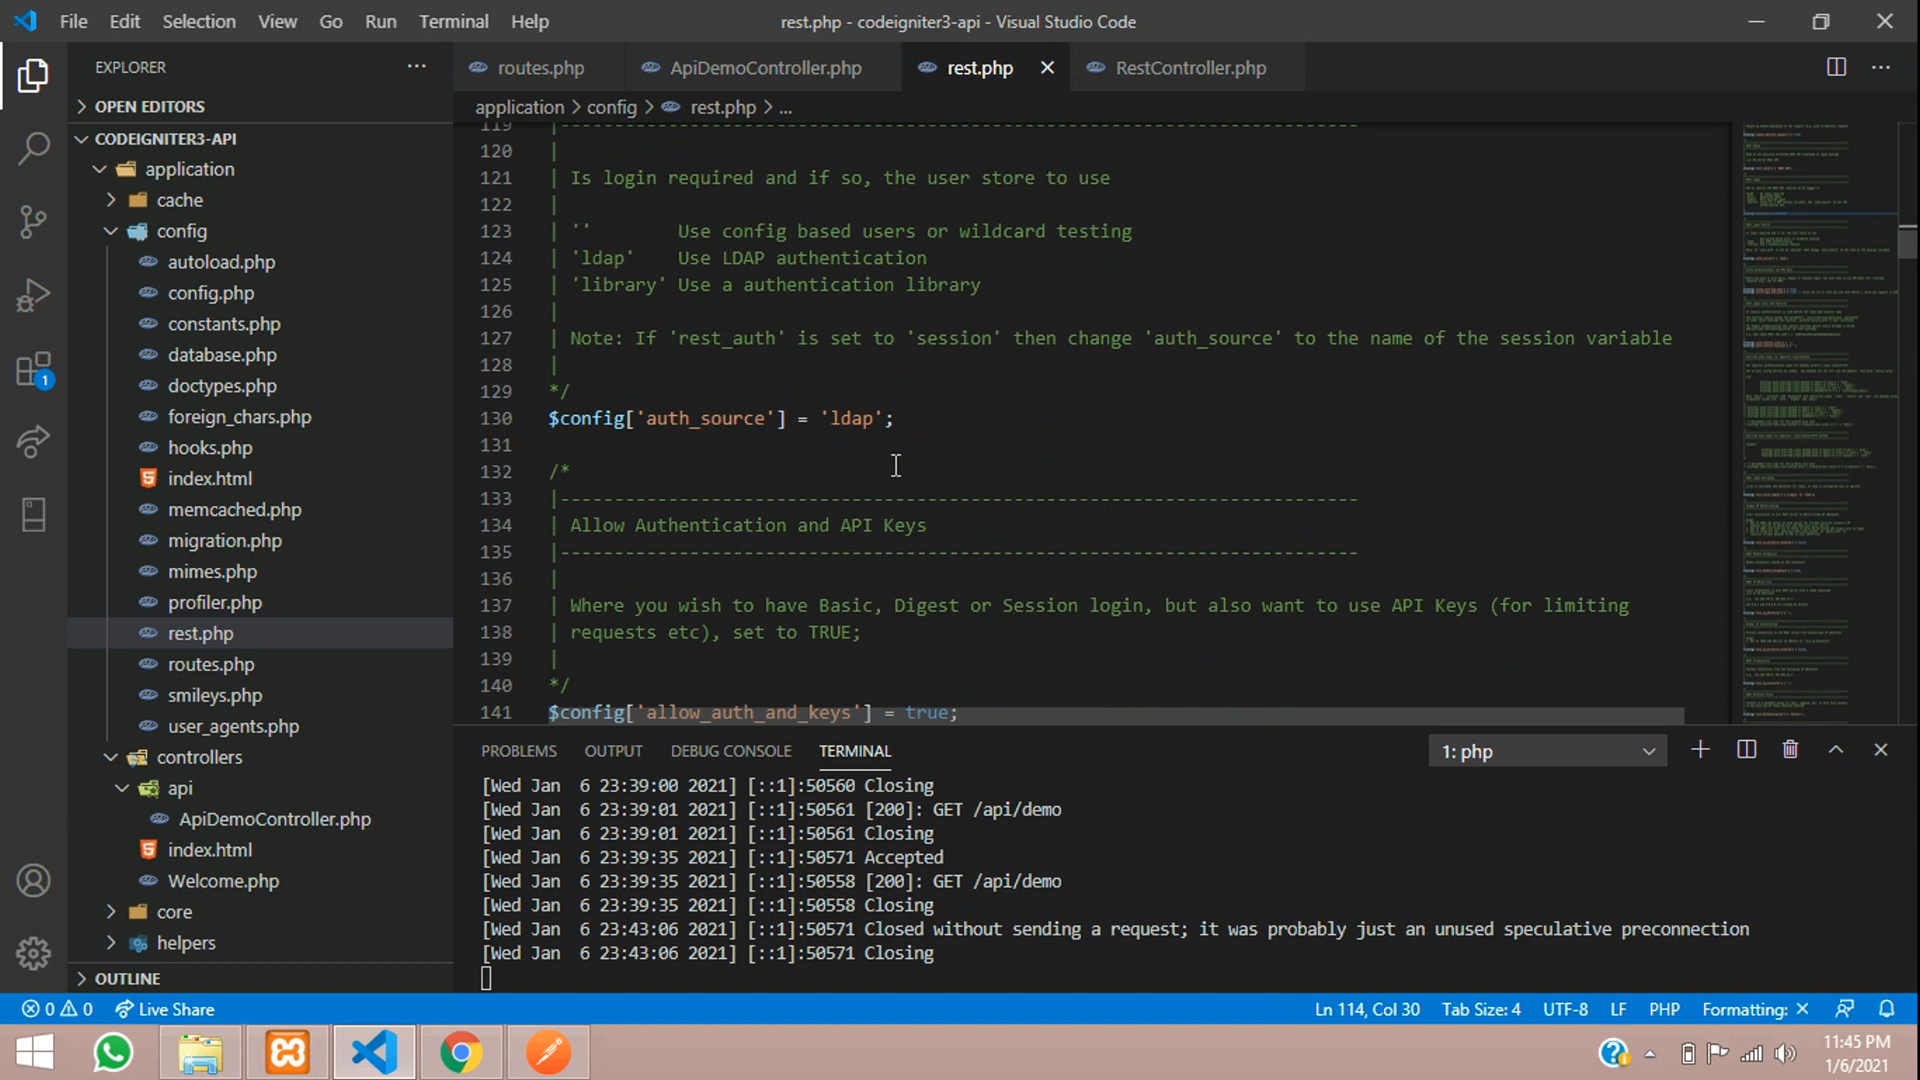 File Edit Selection View Go Run Terminal Help
rest.php - codeigniter3-api - Visual Studio Code
EXPLORER
routes.php
ApiDemoController.php
rest.php
RestController.php
OPEN EDITORS
application > config > rest.php > ...
CODEIGNITER3-API
application
cache
config
autoload.php
config.php
constants.php
database.php
doctypes.php
foreign_chars.php
hooks.php
index.html
memcached.php
migration.php
mimes.php
profiler.php
rest.php
routes.php
smileys.php
user_agents.php
controllers
api
ApiDemoController.php
index.html
Welcome.php
core
helpers
OUTLINE
1
119 |--------------------------------------------------------------------------
120 |
121 | Is login required and if so, the user store to use
122 |
123 | '' Use config based users or wildcard testing
124 | 'ldap' Use LDAP authentication
125 | 'library' Use a authentication library
126 |
127 | Note: If 'rest_auth' is set to 'session' then change 'auth_source' to the name of the session variable
128 |
129 */
130 $config['auth_source'] = 'ldap';
131
132 /*
133 |--------------------------------------------------------------------------
134 | Allow Authentication and API Keys
135 |--------------------------------------------------------------------------
136 |
137 | Where you wish to have Basic, Digest or Session login, but also want to use API Keys (for limiting
138 | requests etc), set to TRUE;
139 |
140 */
141 $config['allow_auth_and_keys'] = true;
PROBLEMS OUTPUT DEBUG CONSOLE TERMINAL
1: php
[Wed Jan 6 23:39:00 2021] [::1]:50560 Closing
[Wed Jan 6 23:39:01 2021] [::1]:50561 [200]: GET /api/demo
[Wed Jan 6 23:39:01 2021] [::1]:50561 Closing
[Wed Jan 6 23:39:35 2021] [::1]:50571 Accepted
[Wed Jan 6 23:39:35 2021] [::1]:50558 [200]: GET /api/demo
[Wed Jan 6 23:39:35 2021] [::1]:50558 Closing
[Wed Jan 6 23:43:06 2021] [::1]:50571 Closed without sending a request; it was probably just an unused speculative preconnection
[Wed Jan 6 23:43:06 2021] [::1]:50571 Closing
0 0 Live Share
Ln 114, Col 30 Tab Size: 4 UTF-8 LF PHP Formatting: ×
11:45 PM
1/6/2021